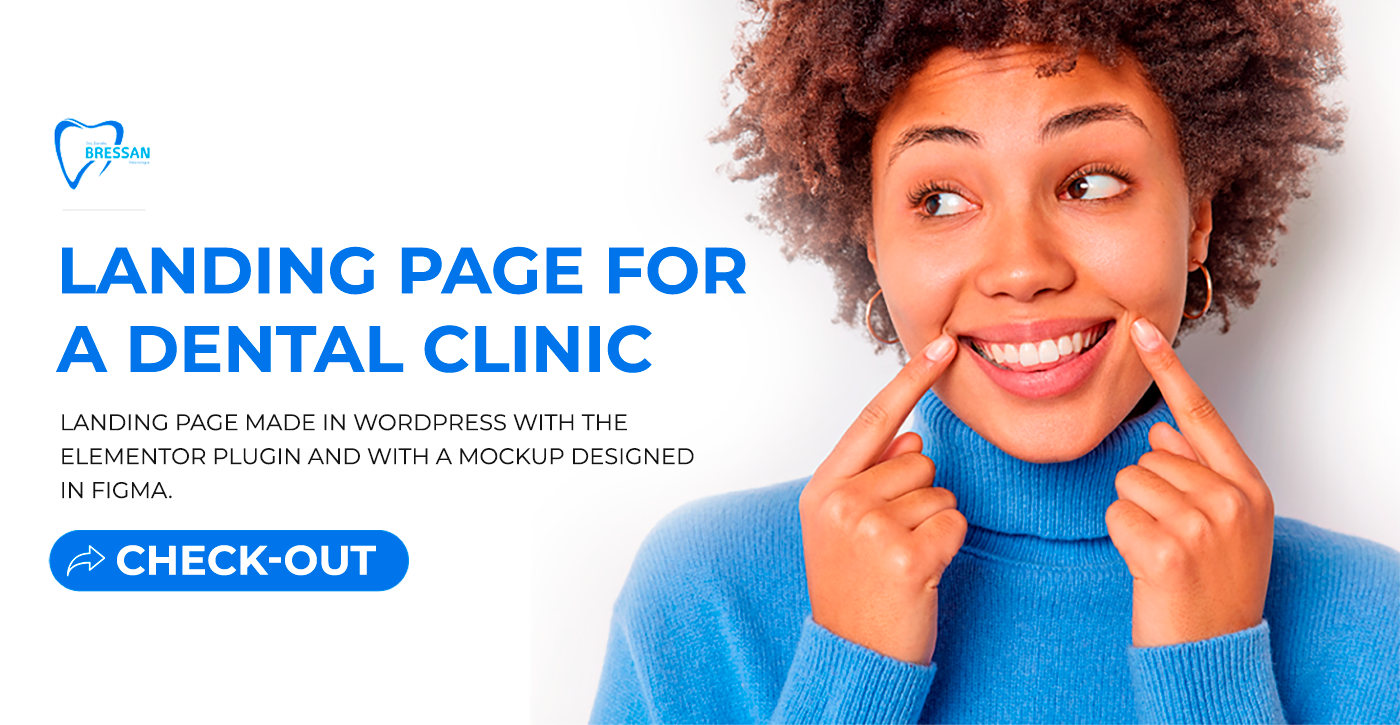 BRESSAN
LANDING PAGE FOR
A DENTAL CLINIC
LANDING PAGE MADE IN WORDPRESS WITH THE
ELEMENTOR PLUGIN AND WITH A MOCKUP DESIGNED
IN FIGMA.
CHECK-OUT